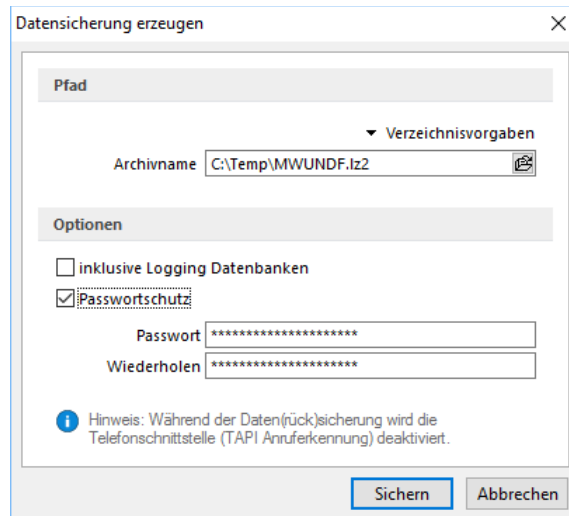 Datensicherung erzeugen
Pfad
Verzeichnisvorgaben
Archivname C:\Temp\MWUNDF.lz2
Optionen
inklusive Logging Datenbanken
Passwortschutz
Passwort *********************
Wiederholen *********************
Hinweis: Während der Daten(rück)sicherung wird die
Telefonschnittstelle (TAPI Anruferkennung) deaktiviert.
Sichern Abbrechen